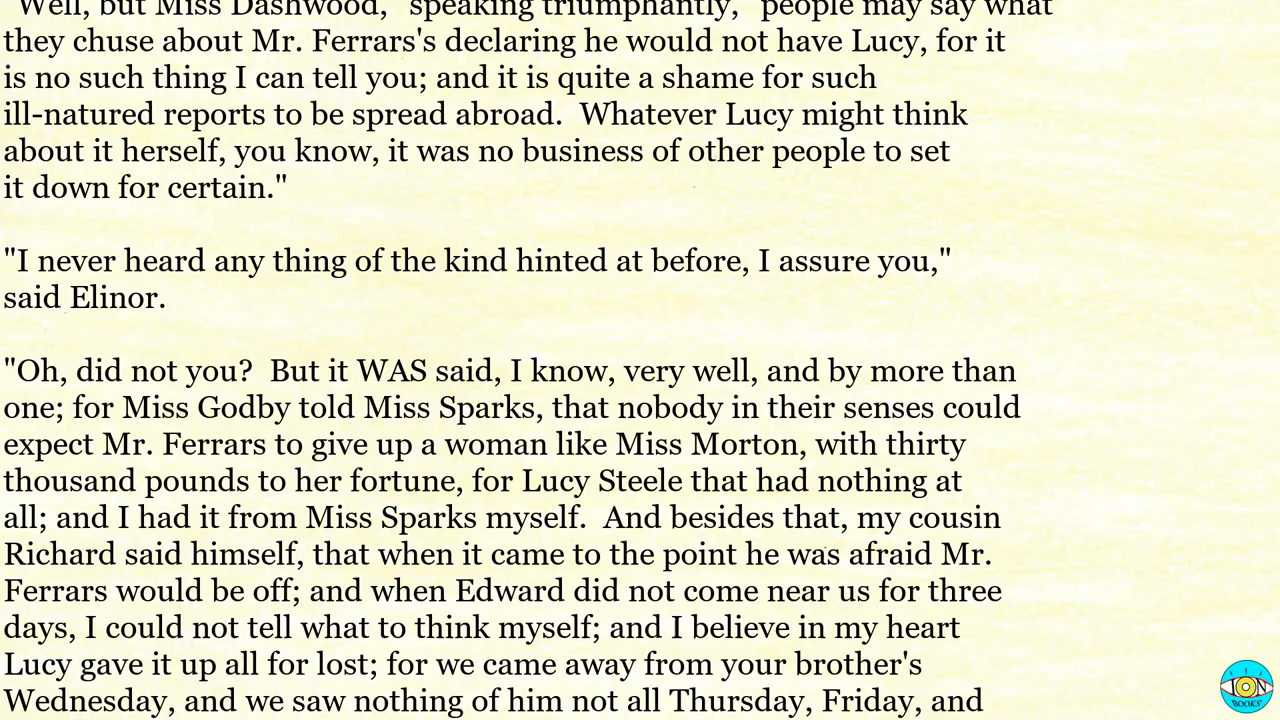 "Well, but Miss Dashwood," speaking triumphantly, "people may say what
they chuse about Mr. Ferrars's declaring he would not have Lucy, for it
is no such thing I can tell you; and it is quite a shame for such
ill-natured reports to be spread abroad.  Whatever Lucy might think
about it herself, you know, it was no business of other people to set
it down for certain."

"I never heard any thing of the kind hinted at before, I assure you,"
said Elinor.

"Oh, did not you?  But it WAS said, I know, very well, and by more than
one; for Miss Godby told Miss Sparks, that nobody in their senses could
expect Mr. Ferrars to give up a woman like Miss Morton, with thirty
thousand pounds to her fortune, for Lucy Steele that had nothing at
all; and I had it from Miss Sparks myself.  And besides that, my cousin
Richard said himself, that when it came to the point he was afraid Mr.
Ferrars would be off; and when Edward did not come near us for three
days, I could not tell what to think myself; and I believe in my heart
Lucy gave it up all for lost; for we came away from your brother's
Wednesday, and we saw nothing of him not all Thursday, Friday, and
ION
BOOKS